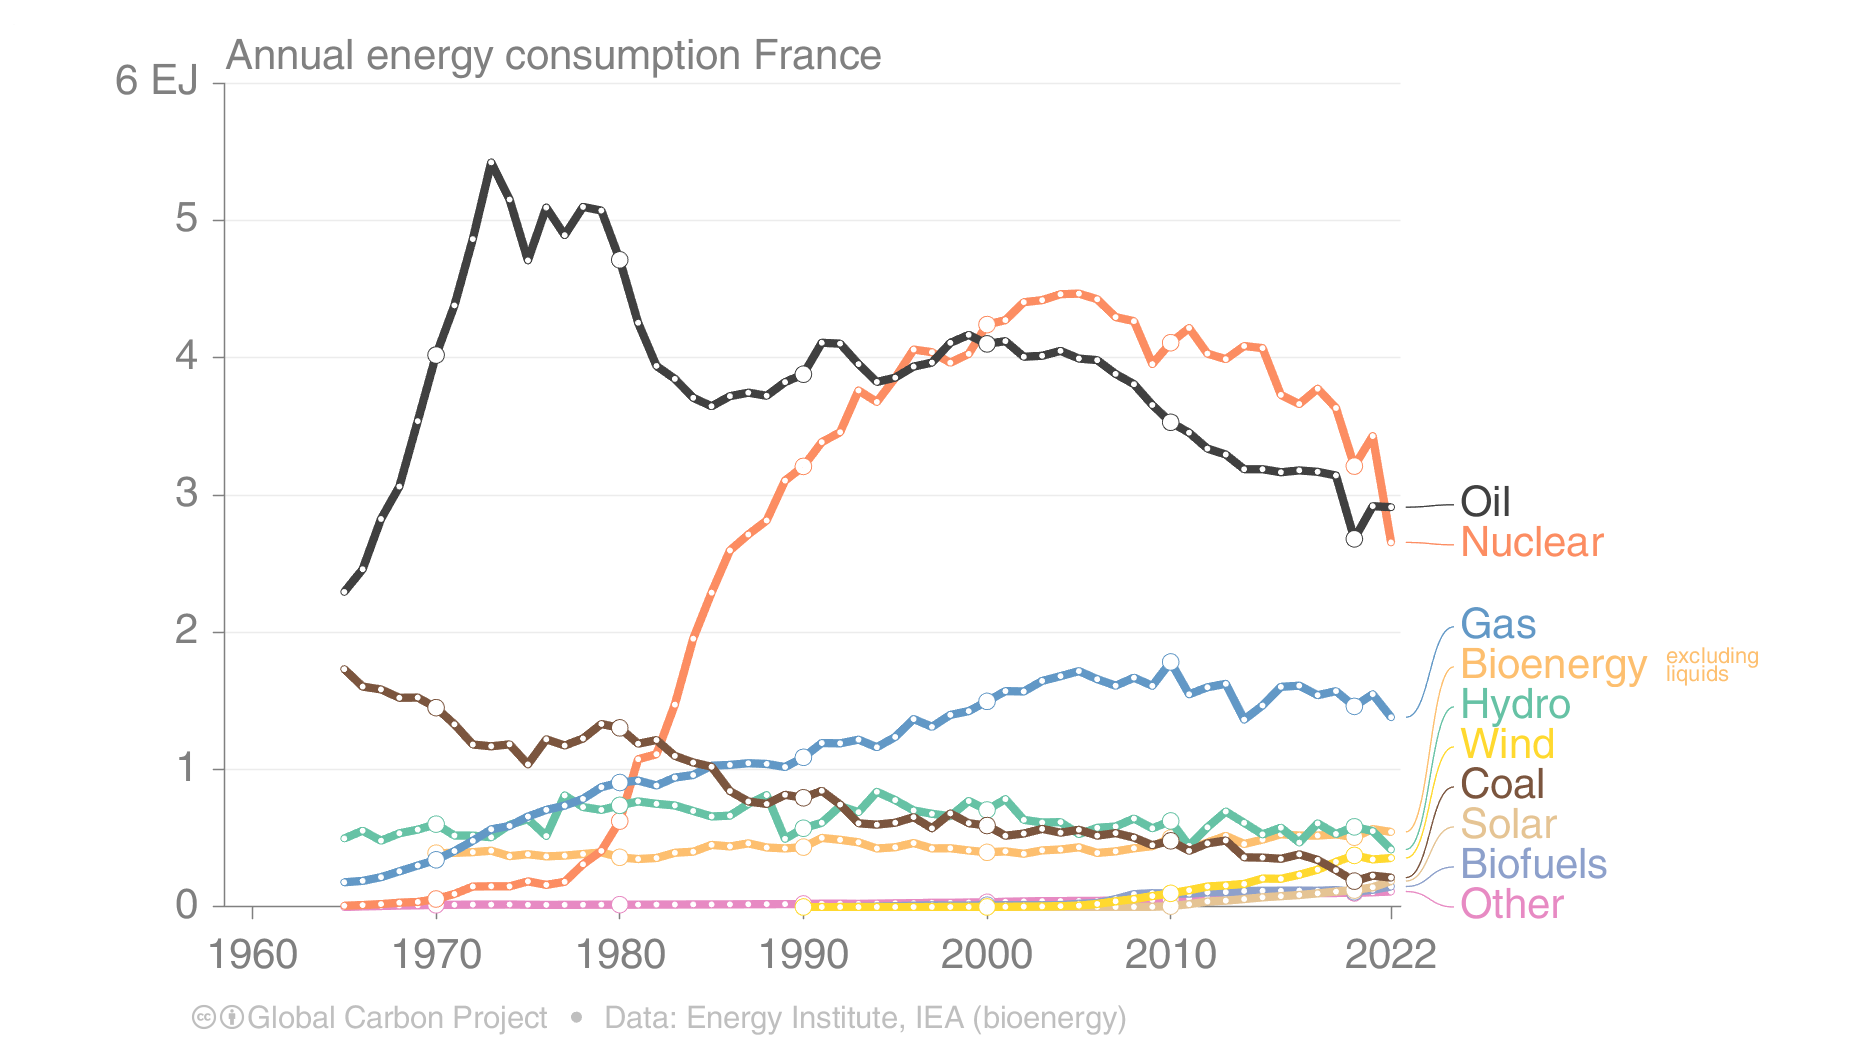 Annual energy consumption France
6 EJ
5
4
3
2
1
0
1960 1970 1980 1990 2000 2010 2022
Oil
Nuclear
Gas
Bioenergy excluding liquids
Hydro
Wind
Coal
Solar
Biofuels
Other
cc Global Carbon Project • Data: Energy Institute, IEA (bioenergy)